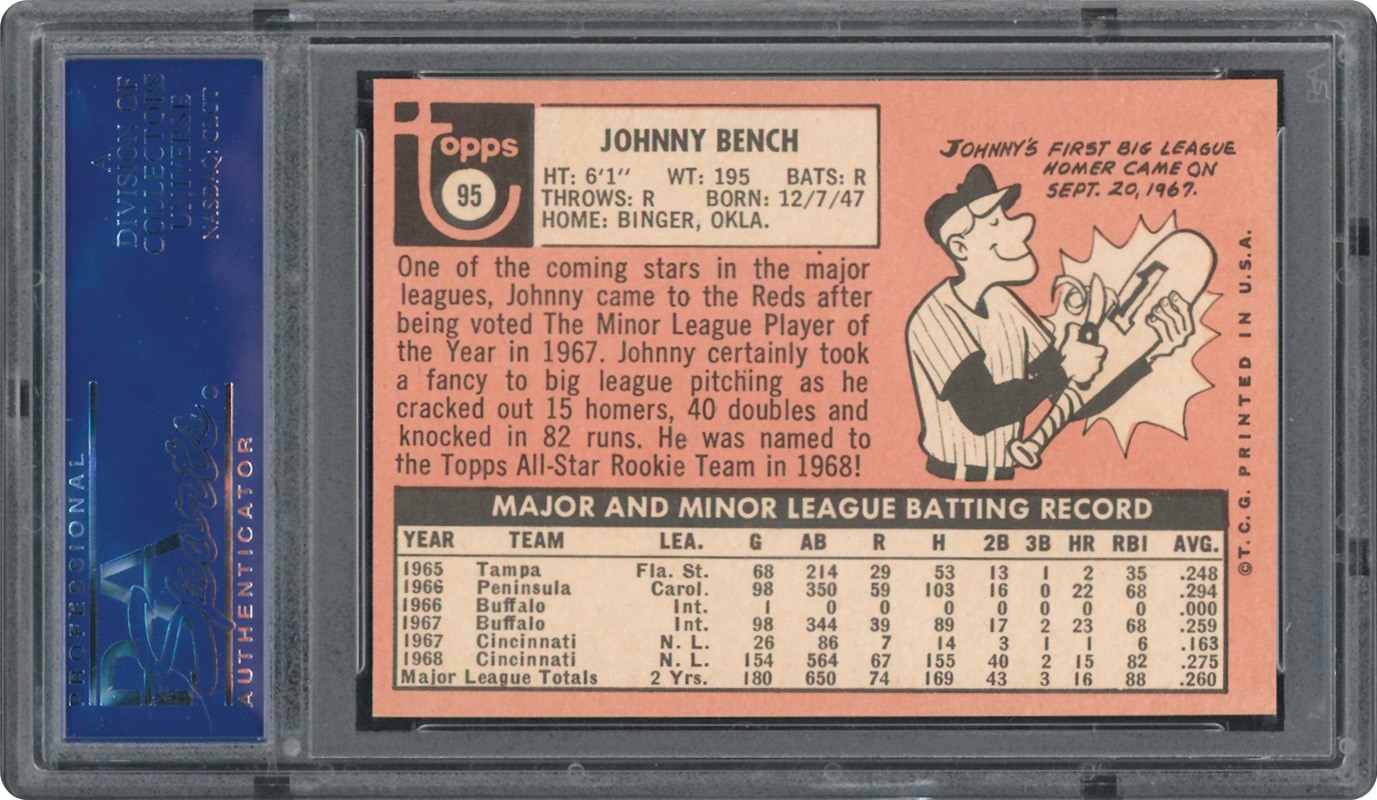 A
DIVISION OF
COLLECTORS
UNIVERSE
NASDAQ: CLCT
PROFESSIONAL
PSA
Sports
AUTHENTICATOR
topps
95
JOHNNY BENCH
HT: 6'1" WT: 195 BATS: R
THROWS: R BORN: 12/7/47
HOME: BINGER, OKLA.
One of the coming stars in the major
leagues, Johnny came to the Reds after
being voted The Minor League Player of
the Year in 1967. Johnny certainly took
a fancy to big league pitching as he
cracked out 15 homers, 40 doubles and
knocked in 82 runs. He was named to
the Topps All-Star Rookie Team in 1968!
JOHNNY'S FIRST BIG LEAGUE
HOMER CAME ON
SEPT. 20, 1967.
1
©T.C.G. PRINTED IN U.S.A.
MAJOR AND MINOR LEAGUE BATTING RECORD
YEAR TEAM LEA. G AB R H 2B 3B HR RBI AVG.
1965 Tampa Fla. St. 68 214 29 53 13 1 2 35 .248
1966 Peninsula Carol. 98 350 59 103 16 0 22 68 .294
1966 Buffalo Int. 1 0 0 0 0 0 0 0 .000
1967 Buffalo Int. 98 344 39 89 17 2 23 68 .259
1967 Cincinnati N. L. 26 86 7 14 3 1 1 6 .163
1968 Cincinnati N. L. 154 564 67 155 40 2 15 82 .275
Major League Totals 2 Yrs. 180 650 74 169 43 3 16 88 .260